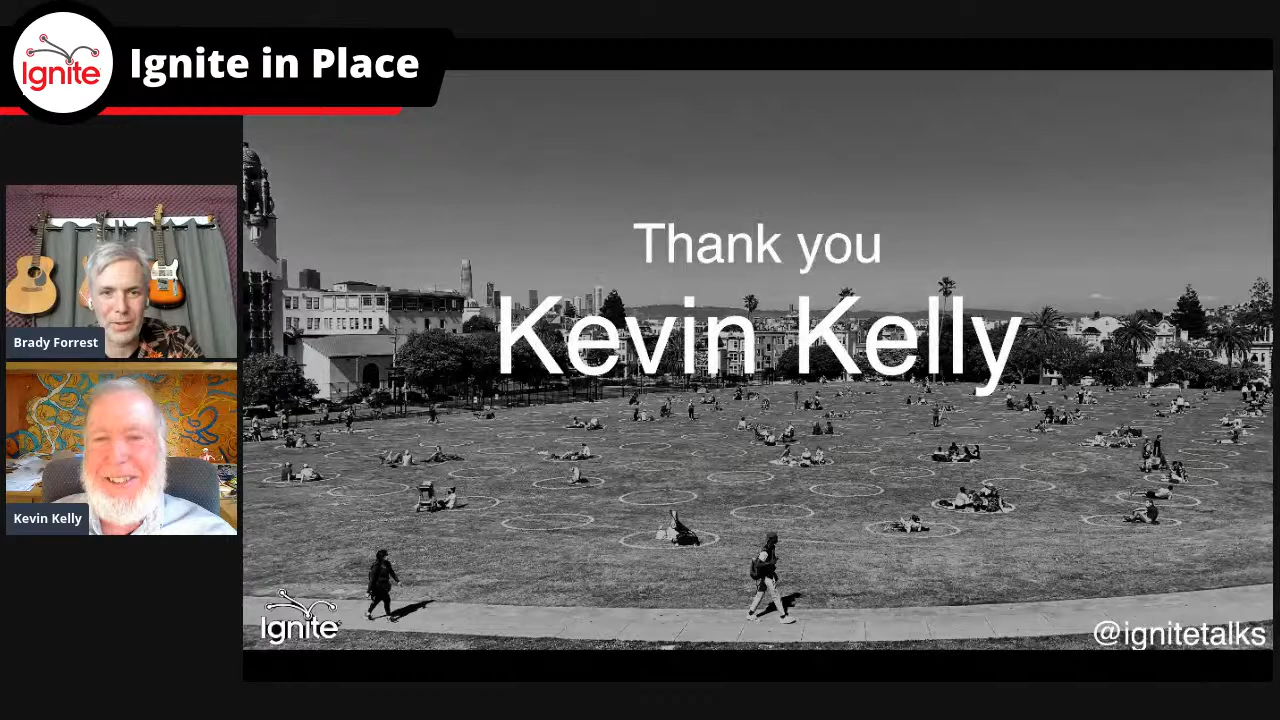 Ignite
Ignite in Place
Brady Forrest
Kevin Kelly
Thank you
Kevin Kelly
Ignite
@ignitetalks